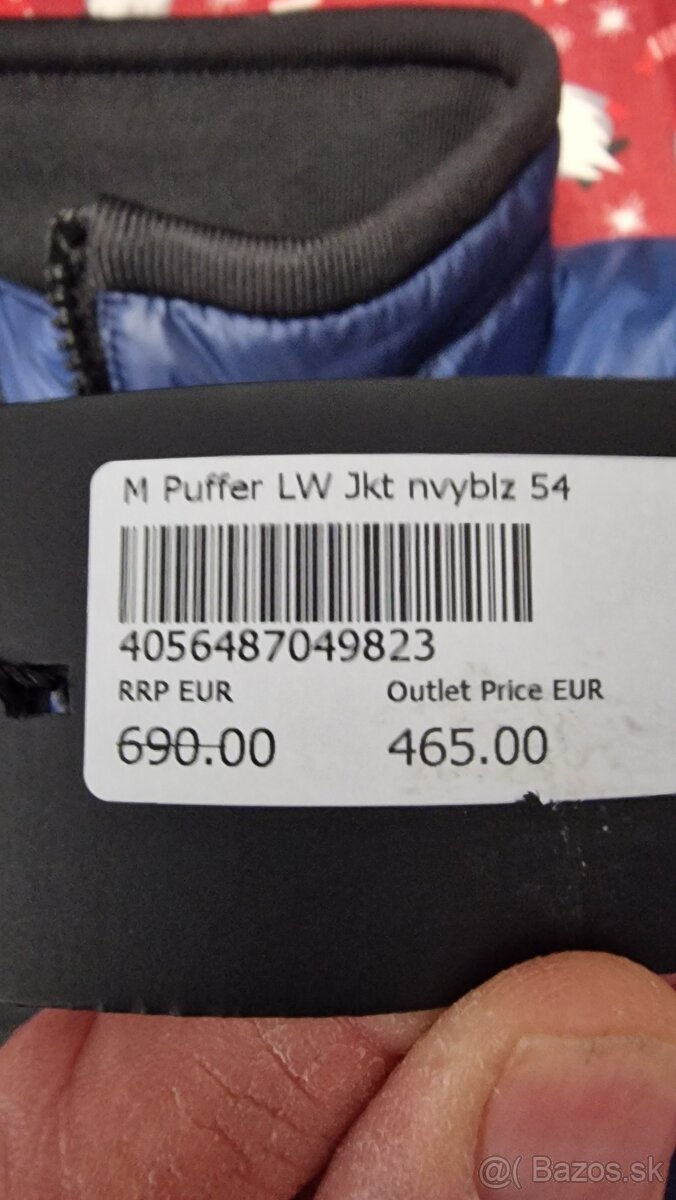 M Puffer LW Jkt nvyblz 54
4056487049823
RRP EUR Outlet Price EUR
690.00 465.00
@( Bazos.sk